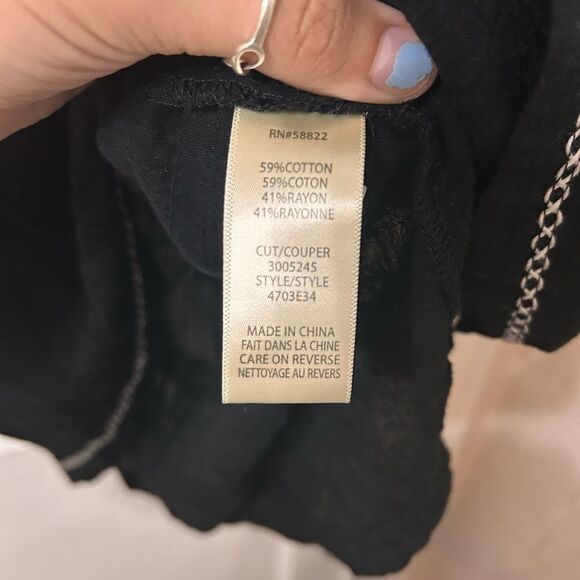 RN#58822
59%COTTON
59%COTON
41%RAYON
41%RAYONNE
CUT/COUPER
3005245
STYLE/STYLE
4703E34
MADE IN CHINA
FAIT DANS LA CHINE
CARE ON REVERSE
NETTOYAGE AU REVERS